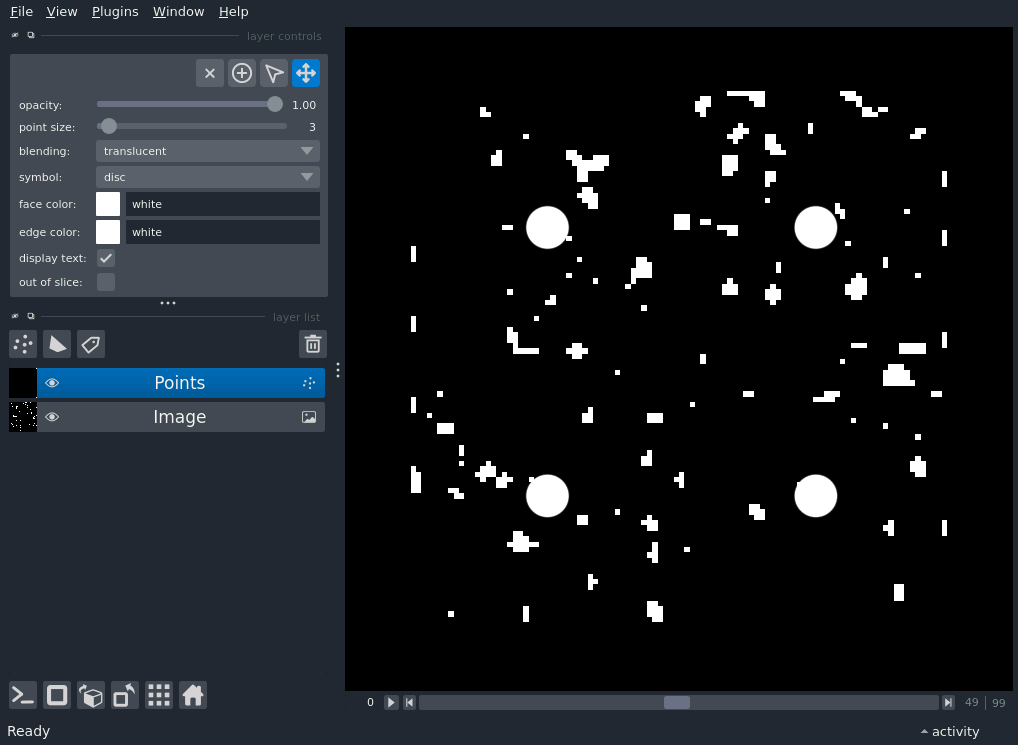 File View Plugins Window Help
layer controls
opacity: 1.00
point size: 3
blending: translucent
symbol: disc
face color: white
edge color: white
display text:
out of slice:
layer list
Points
Image
0 49 | 99
Ready activity